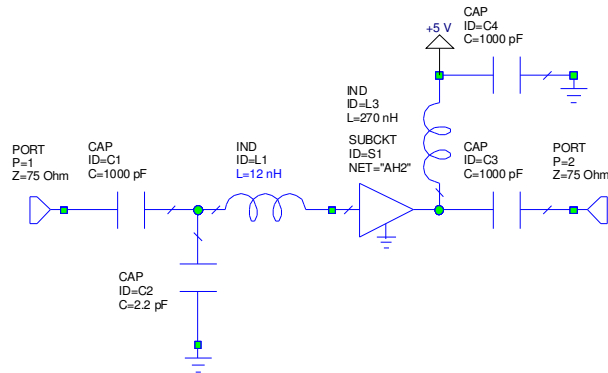 CAP
ID=C4
C=1000 pF
+5 V
IND
ID=L3
L=270 nH
SUBCKT
ID=S1
NET="AH2"
CAP
ID=C3
C=1000 pF
PORT
P=2
Z=75 Ohm
PORT
P=1
Z=75 Ohm
CAP
ID=C1
C=1000 pF
IND
ID=L1
L=12 nH
CAP
ID=C2
C=2.2 pF